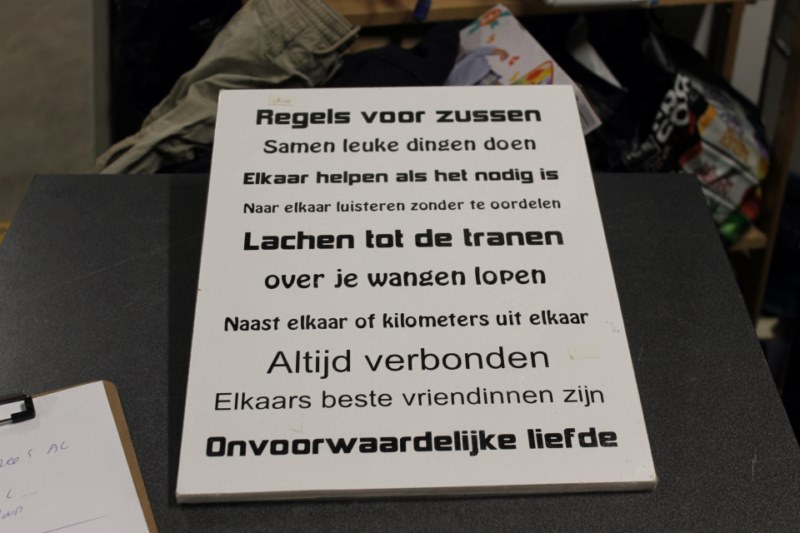 Regels voor zussen
Samen leuke dingen doen
Elkaar helpen als het nodig is
Naar elkaar luisteren zonder te oordelen
Lachen tot de tranen
over je wangen lopen
Naast elkaar of kilometers uit elkaar
Altijd verbonden
Elkaars beste vriendinnen zijn
Onvoorwaardelijke liefde